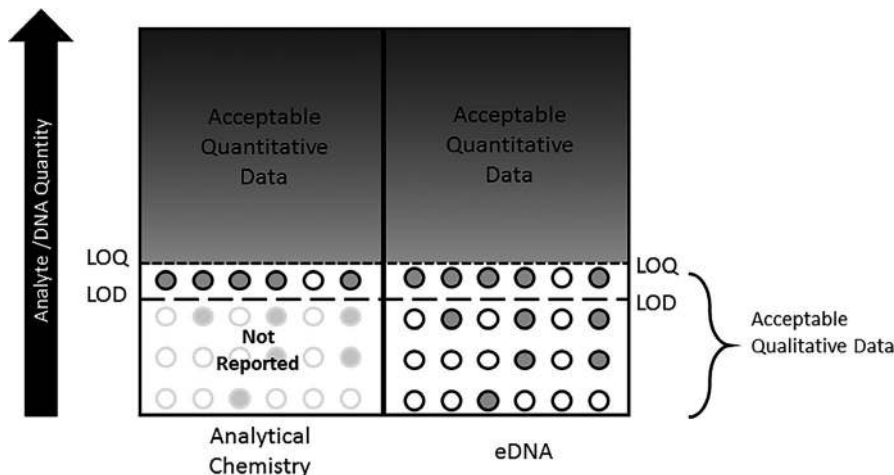 Analyte /DNA Quantity
Acceptable
Quantitative
Data
Acceptable
Quantitative
Data
LOQ
LOD
LOQ
LOD
Not
Reported
Acceptable
Qualitative Data
Analytical
Chemistry
eDNA